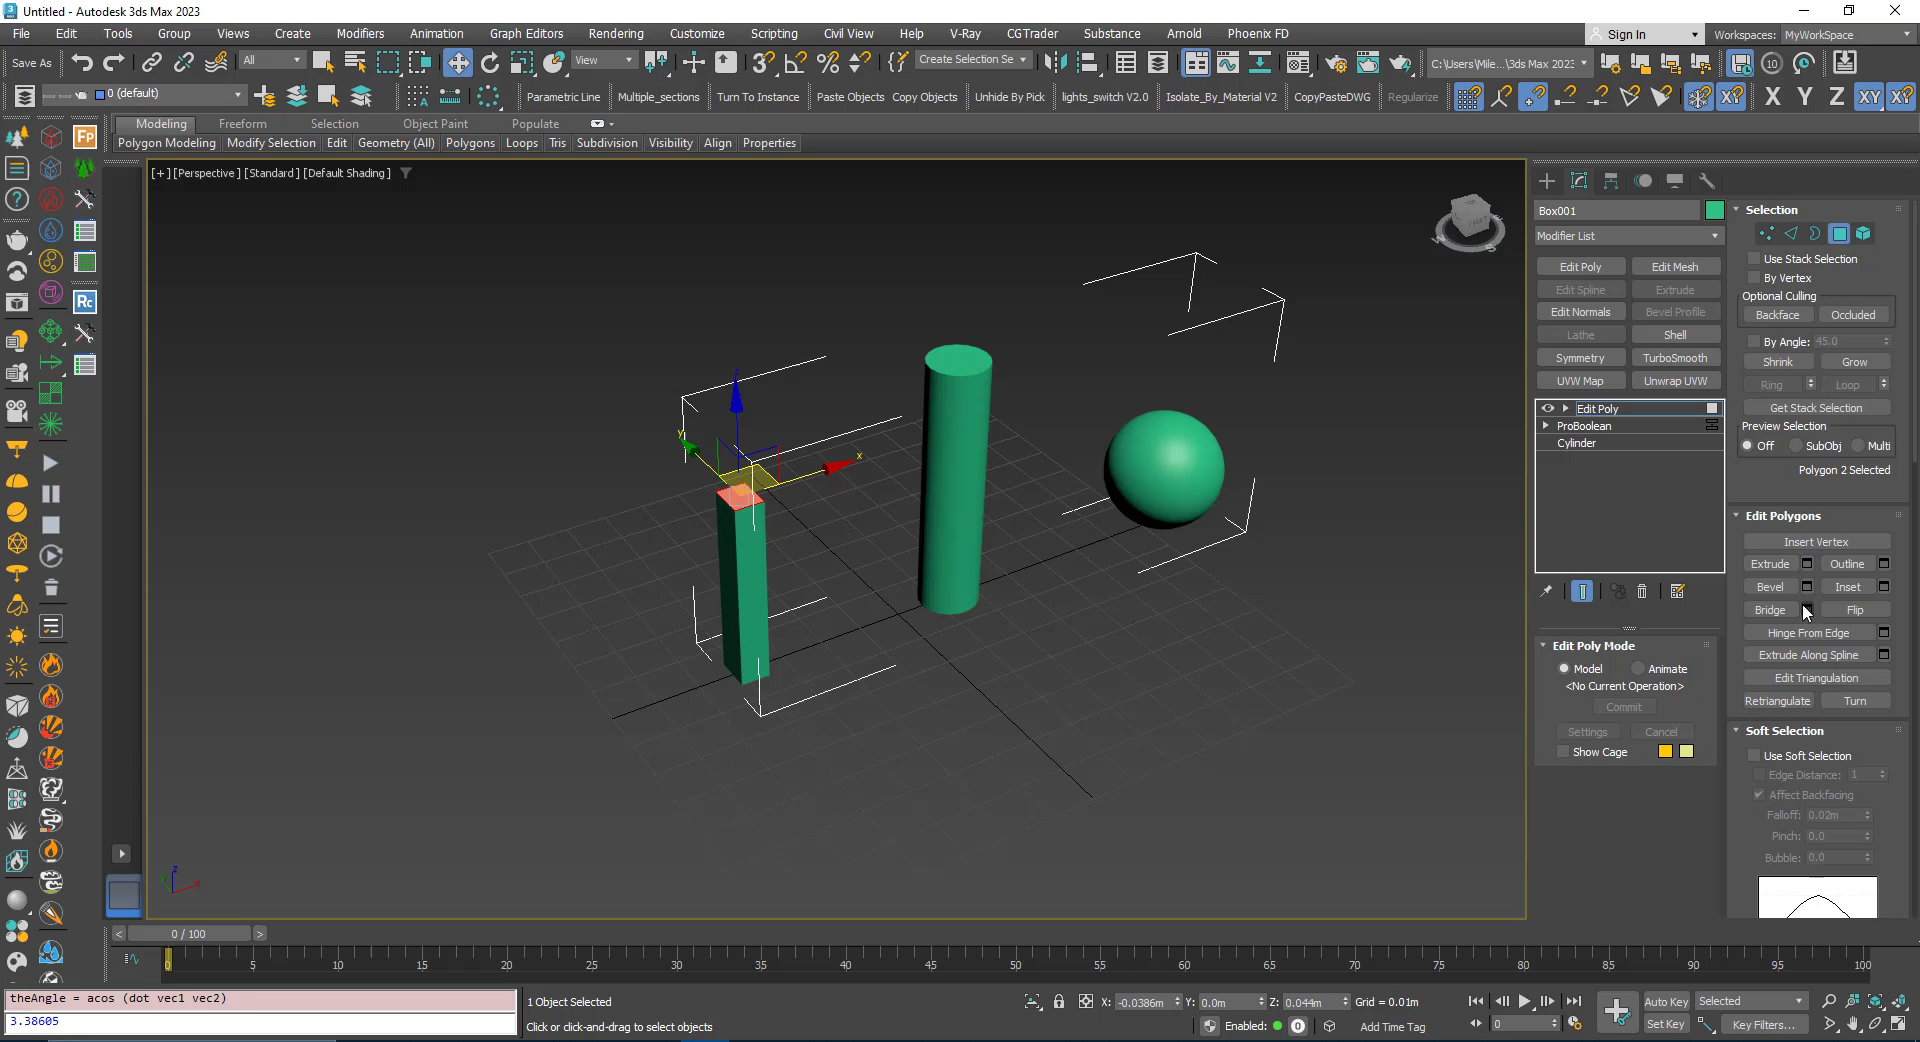 Untitled - Autodesk 3ds Max 2023
File Edit Tools Group Views Create Modifiers Animation Graph Editors Rendering Customize Scripting Civil View Help V-Ray CGTrader Substance Arnold Phoenix FD Sign In Workspaces: MyWorkSpace
Save As All View Create Selection Se C:\Users\Mile...\3ds Max 2023 10
0 (default) Parametric Line Multiple_sections Turn To Instance Paste Objects Copy Objects Unhide By Pick lights_switch V2.0 Isolate_By_Material V2 CopyPasteDWG Regularize XY X Y Z XY XY
Modeling Freeform Selection Object Paint Populate
Polygon Modeling Modify Selection Edit Geometry (All) Polygons Loops Tris Subdivision Visibility Align Properties
[+] [Perspective] [Standard] [Default Shading]
Fp
Rc
z
y
x
z
x
Box001
Modifier List
Edit Poly Edit Mesh
Edit Spline Extrude
Edit Normals Bevel Profile
Lathe Shell
Symmetry TurboSmooth
UVW Map Unwrap UVW
Edit Poly
ProBoolean
Cylinder
Edit Poly Mode
Model Animate
<No Current Operation>
Commit
Settings Cancel
Show Cage
Selection
Use Stack Selection
By Vertex
Optional Culling
Backface Occluded
By Angle: 45.0
Shrink Grow
Ring Loop
Get Stack Selection
Preview Selection
Off SubObj Multi
Polygon 2 Selected
Edit Polygons
Insert Vertex
Extrude Outline
Bevel Inset
Bridge Flip
Hinge From Edge
Extrude Along Spline
Edit Triangulation
Retriangulate Turn
Soft Selection
Use Soft Selection
Edge Distance: 1
Affect Backfacing
Falloff: 0.02m
Pinch: 0.0
Bubble: 0.0
< 0 / 100 >
0 5 10 15 20 25 30 35 40 45 50 55 60 65 70 75 80 85 90 95 100
theAngle = acos (dot vec1 vec2)
3.38605
1 Object Selected
Click or click-and-drag to select objects
X: -0.0386m Y: 0.0m Z: 0.044m Grid = 0.01m
Enabled: 0 Add Time Tag
0
Auto Key Selected
Set Key Key Filters...